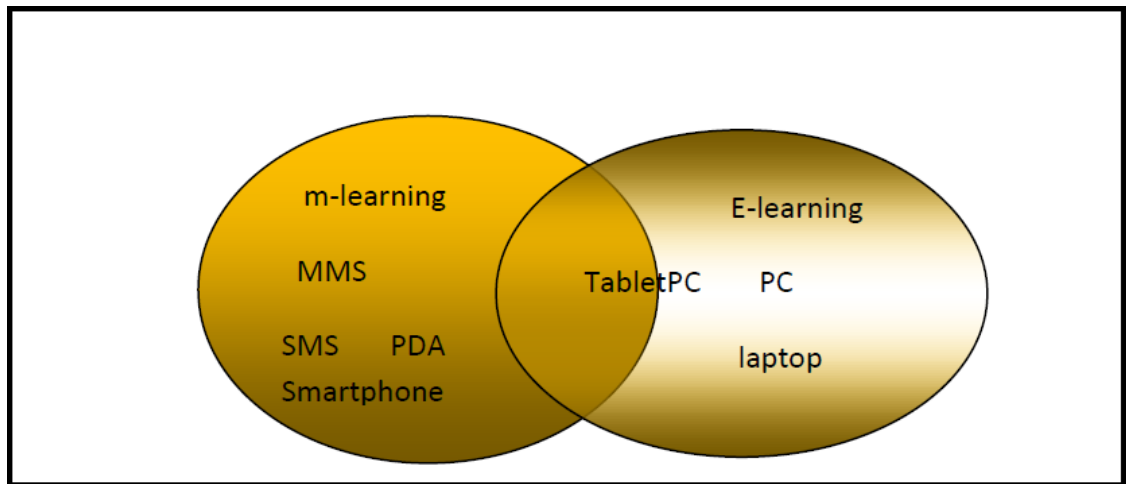 m-learning
E-learning
MMS
TabletPC
PC
SMS
PDA
laptop
Smartphone